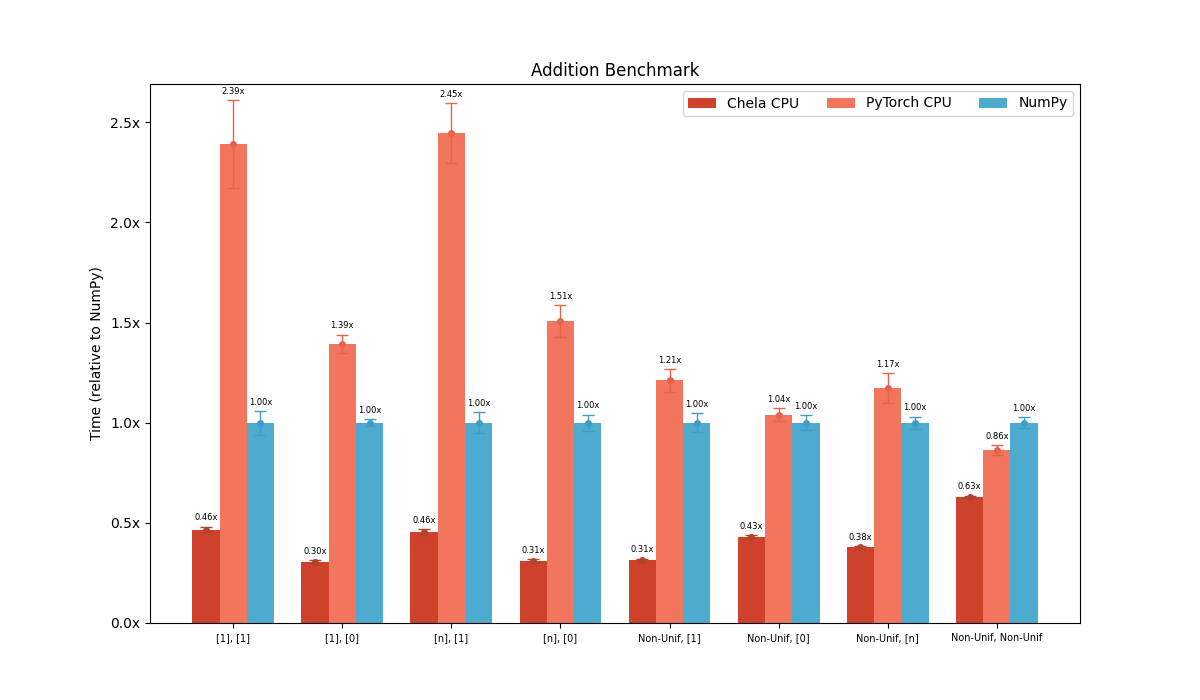 Addition Benchmark
Chela CPU PyTorch CPU NumPy
Time (relative to NumPy)
2.5x
2.0x
1.5x
1.0x
0.5x
0.0x
0.46x 2.39x 1.00x
0.30x 1.39x 1.00x
0.46x 2.45x 1.00x
0.31x 1.51x 1.00x
0.31x 1.21x 1.00x
0.43x 1.04x 1.00x
0.38x 1.17x 1.00x
0.63x 0.86x 1.00x
[1], [1] [1], [0] [n], [1] [n], [0] Non-Unif, [1] Non-Unif, [0] Non-Unif, [n] Non-Unif, Non-Unif